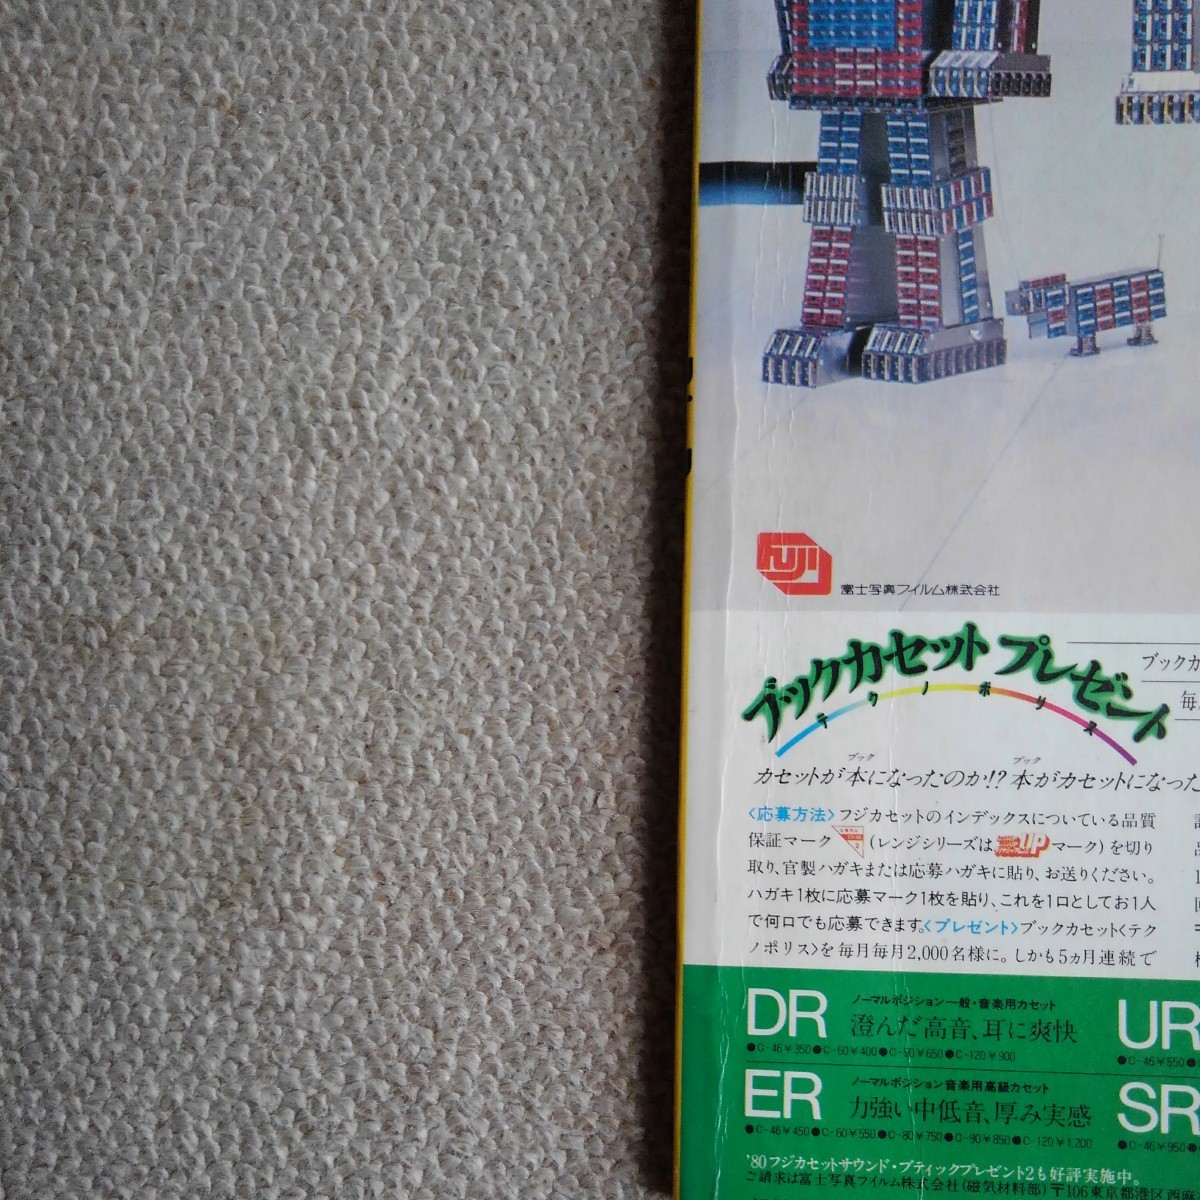 FUJI
富士写真フイルム株式会社
ブックカセット プレゼント
テクノポリス
ブックカ
毎
ブック ブック
カセットが本になったのか!? 本がカセットになった
〈応募方法〉フジカセットのインデックスについている品質
保証マーク (レンジシリーズは UP マーク) を切り
取り、官製ハガキまたは応募ハガキに貼り、お送りください。
ハガキ1枚に応募マーク1枚を貼り、これを1口としてお1人
で何口でも応募できます。〈プレゼント〉ブックカセット〈テク
ノポリス〉を毎月毎月2,000名様に。しかも5ヵ月連続で
DR ノーマルポジション一般・音楽用カセット
澄んだ高音、耳に爽快
●C-46￥350●C-60￥400●C-90￥650●C-120￥900
UR
●C-46￥550●
ER ノーマルポジション音楽用高級カセット
力強い中低音、厚み実感
●C-46￥450●C-60￥550●C-80￥750●C-90￥850●C-120￥1,200
SR
●C-46￥950●
'80フジカセットサウンド・ブティックプレゼント2も好評実施中。
ご請求は富士写真フイルム株式会社(磁気材料部)〒106東京都港区西